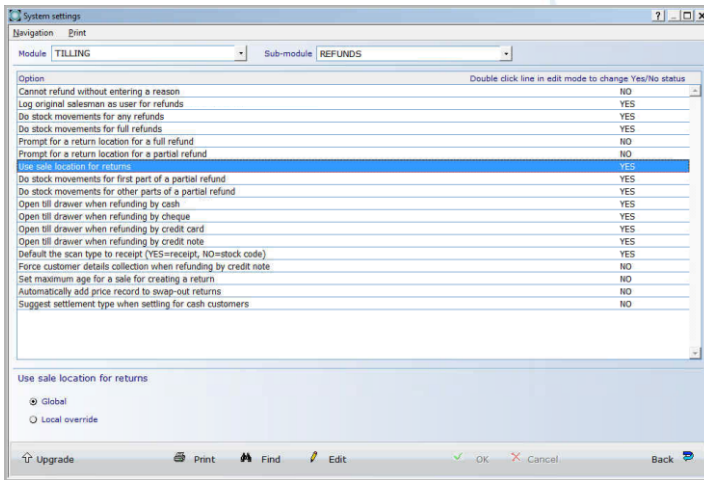 System settings
Navigation Print
Module TILLING Sub-module REFUNDS
Option Double click line in edit mode to change Yes/No status
Cannot refund without entering a reason NO
Log original salesman as user for refunds YES
Do stock movements for any refunds YES
Do stock movements for full refunds YES
Prompt for a return location for a full refund NO
Prompt for a return location for a partial refund NO
Use sale location for returns YES
Do stock movements for first part of a partial refund YES
Do stock movements for other parts of a partial refund YES
Open till drawer when refunding by cash YES
Open till drawer when refunding by cheque YES
Open till drawer when refunding by credit card YES
Open till drawer when refunding by credit note YES
Default the scan type to receipt (YES=receipt, NO=stock code) YES
Force customer details collection when refunding by credit note NO
Set maximum age for a sale for creating a return NO
Automatically add price record to swap-out returns NO
Suggest settlement type when settling for cash customers NO
Use sale location for returns
Global
Local override
Upgrade Print Find Edit OK Cancel Back